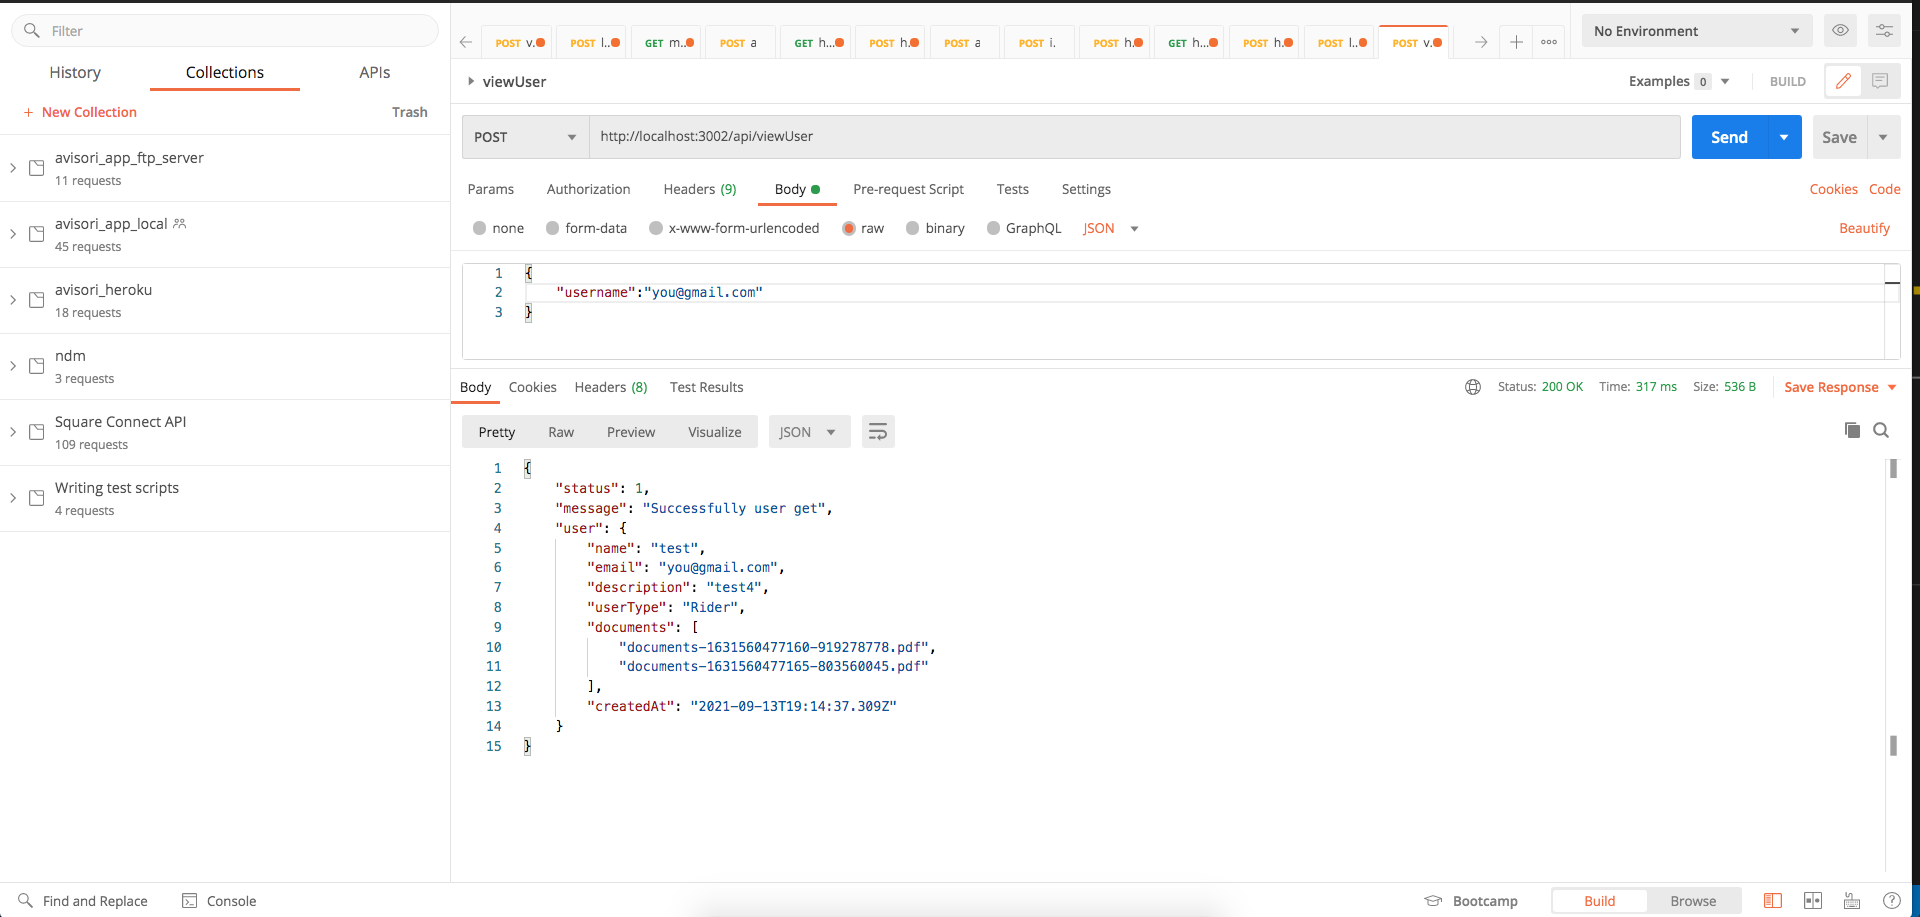 Filter
History Collections APIs
+ New Collection Trash
avisori_app_ftp_server
11 requests
avisori_app_local
45 requests
avisori_heroku
18 requests
ndm
3 requests
Square Connect API
109 requests
Writing test scripts
4 requests
POST v.. POST l.. GET m.. POST a GET h... POST h. POST a POST i. POST h. GET h... POST h. POST l.. POST v.
No Environment
viewUser
Examples 0 BUILD
POST http://localhost:3002/api/viewUser Send Save
Params Authorization Headers (9) Body Pre-request Script Tests Settings Cookies Code
none form-data x-www-form-urlencoded raw binary GraphQL JSON Beautify
1 {
2 "username":"you@gmail.com"
3 }
Body Cookies Headers (8) Test Results Status: 200 OK Time: 317 ms Size: 536 B Save Response
Pretty Raw Preview Visualize JSON
1 {
2 "status": 1,
3 "message": "Successfully user get",
4 "user": {
5 "name": "test",
6 "email": "you@gmail.com",
7 "description": "test4",
8 "userType": "Rider",
9 "documents": [
10 "documents-1631560477160-919278778.pdf",
11 "documents-1631560477165-803560045.pdf"
12 ],
13 "createdAt": "2021-09-13T19:14:37.309Z"
14 }
15 }
Find and Replace Console Bootcamp Build Browse